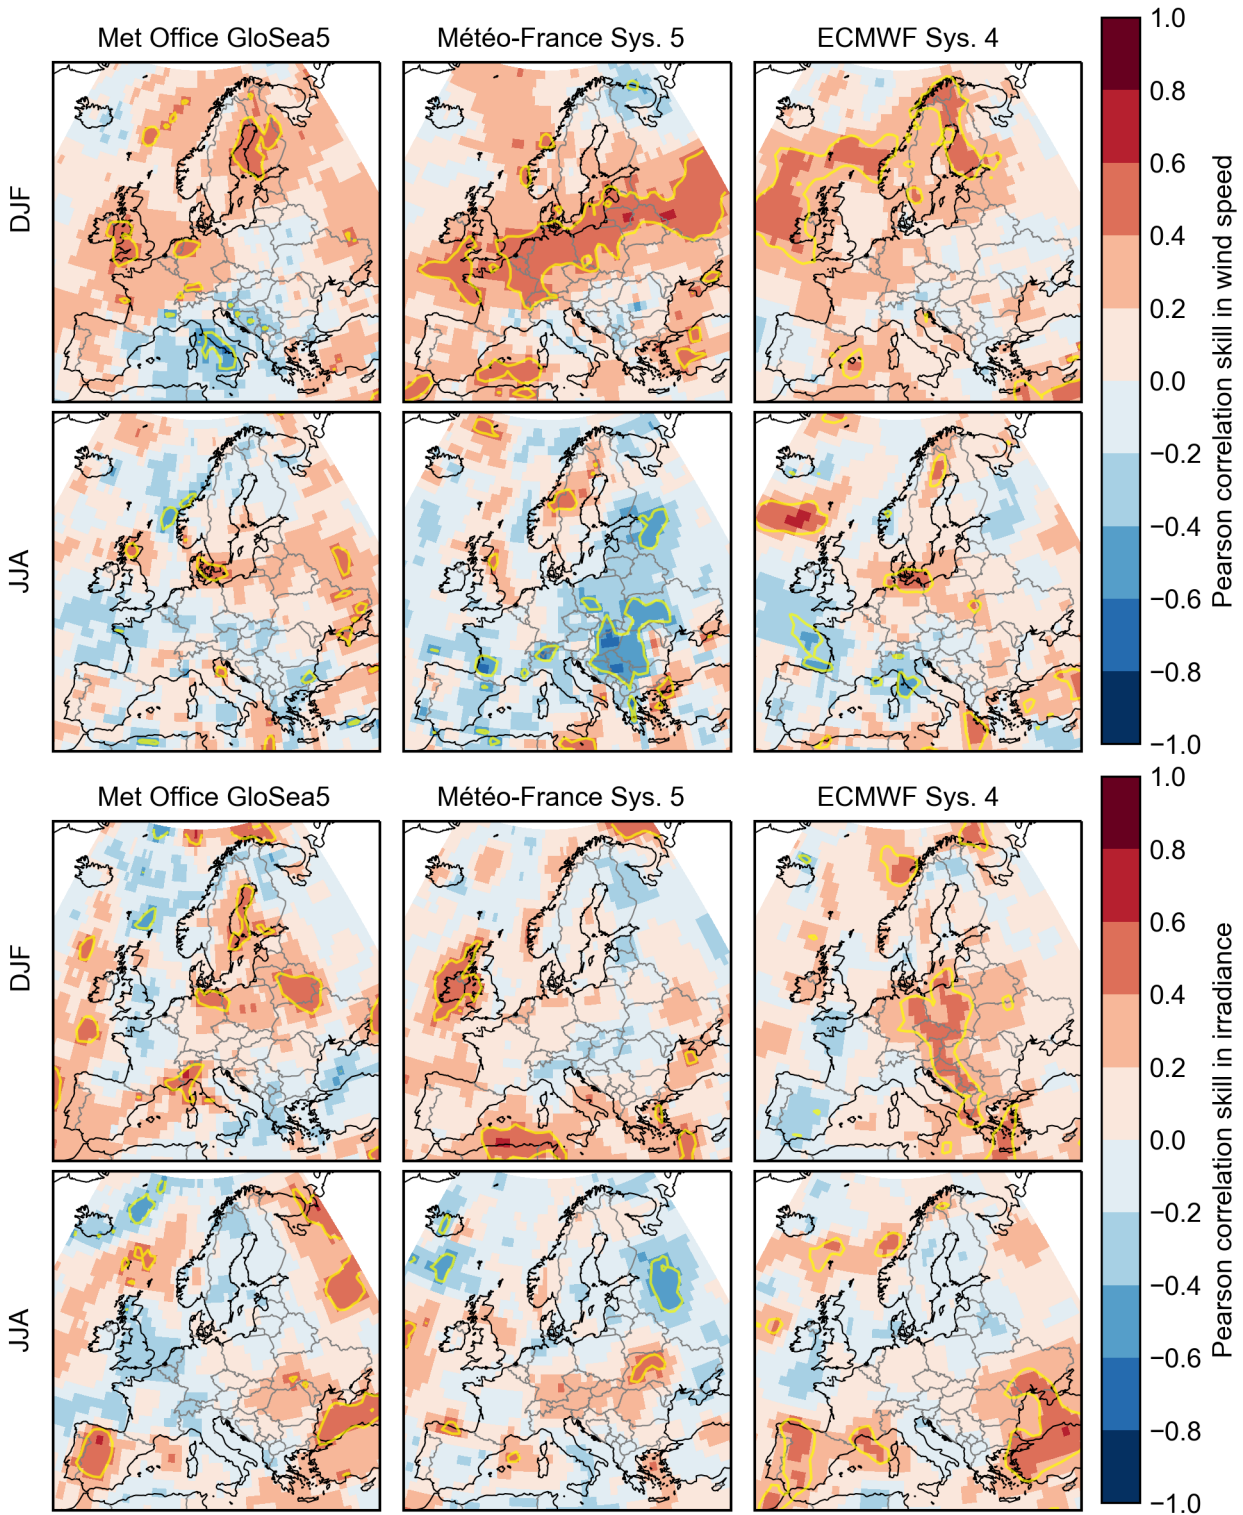 Met Office GloSea5 Météo-France Sys. 5 ECMWF Sys. 4
DJF
JJA
1.0
0.8
0.6
0.4
0.2
0.0
−0.2
−0.4
−0.6
−0.8
−1.0
Pearson correlation skill in wind speed
Met Office GloSea5 Météo-France Sys. 5 ECMWF Sys. 4
DJF
JJA
1.0
0.8
0.6
0.4
0.2
0.0
−0.2
−0.4
−0.6
−0.8
−1.0
Pearson correlation skill in irradiance